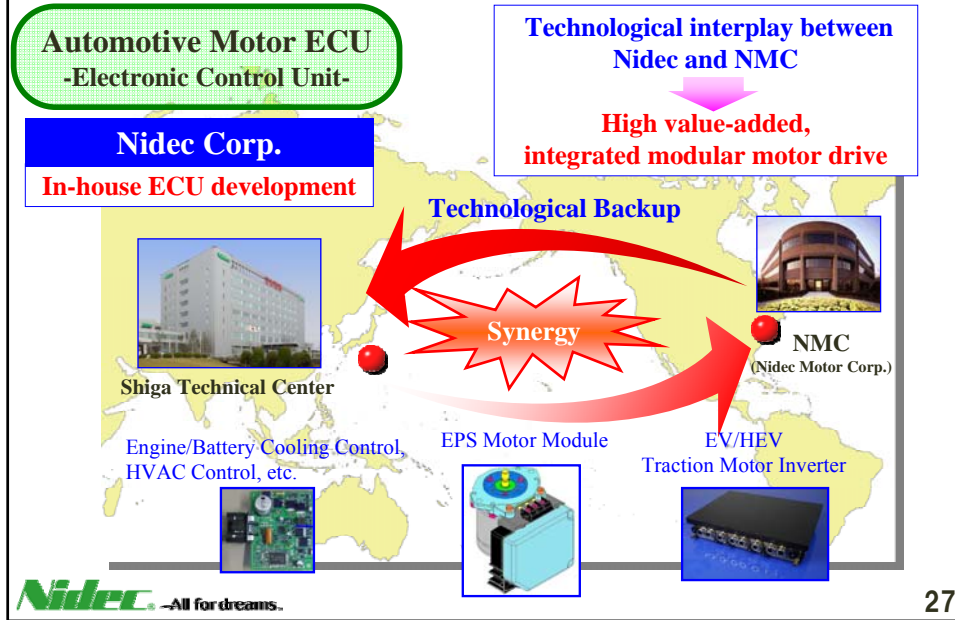 Automotive Motor ECU
-Electronic Control Unit-
Technological interplay between
Nidec and NMC
High value-added,
integrated modular motor drive
Nidec Corp.
In-house ECU development
Technological Backup
Synergy
Shiga Technical Center
NMC
(Nidec Motor Corp.)
Engine/Battery Cooling Control,
HVAC Control, etc.
EPS Motor Module
EV/HEV
Traction Motor Inverter
Nidec
-All for dreams.
27